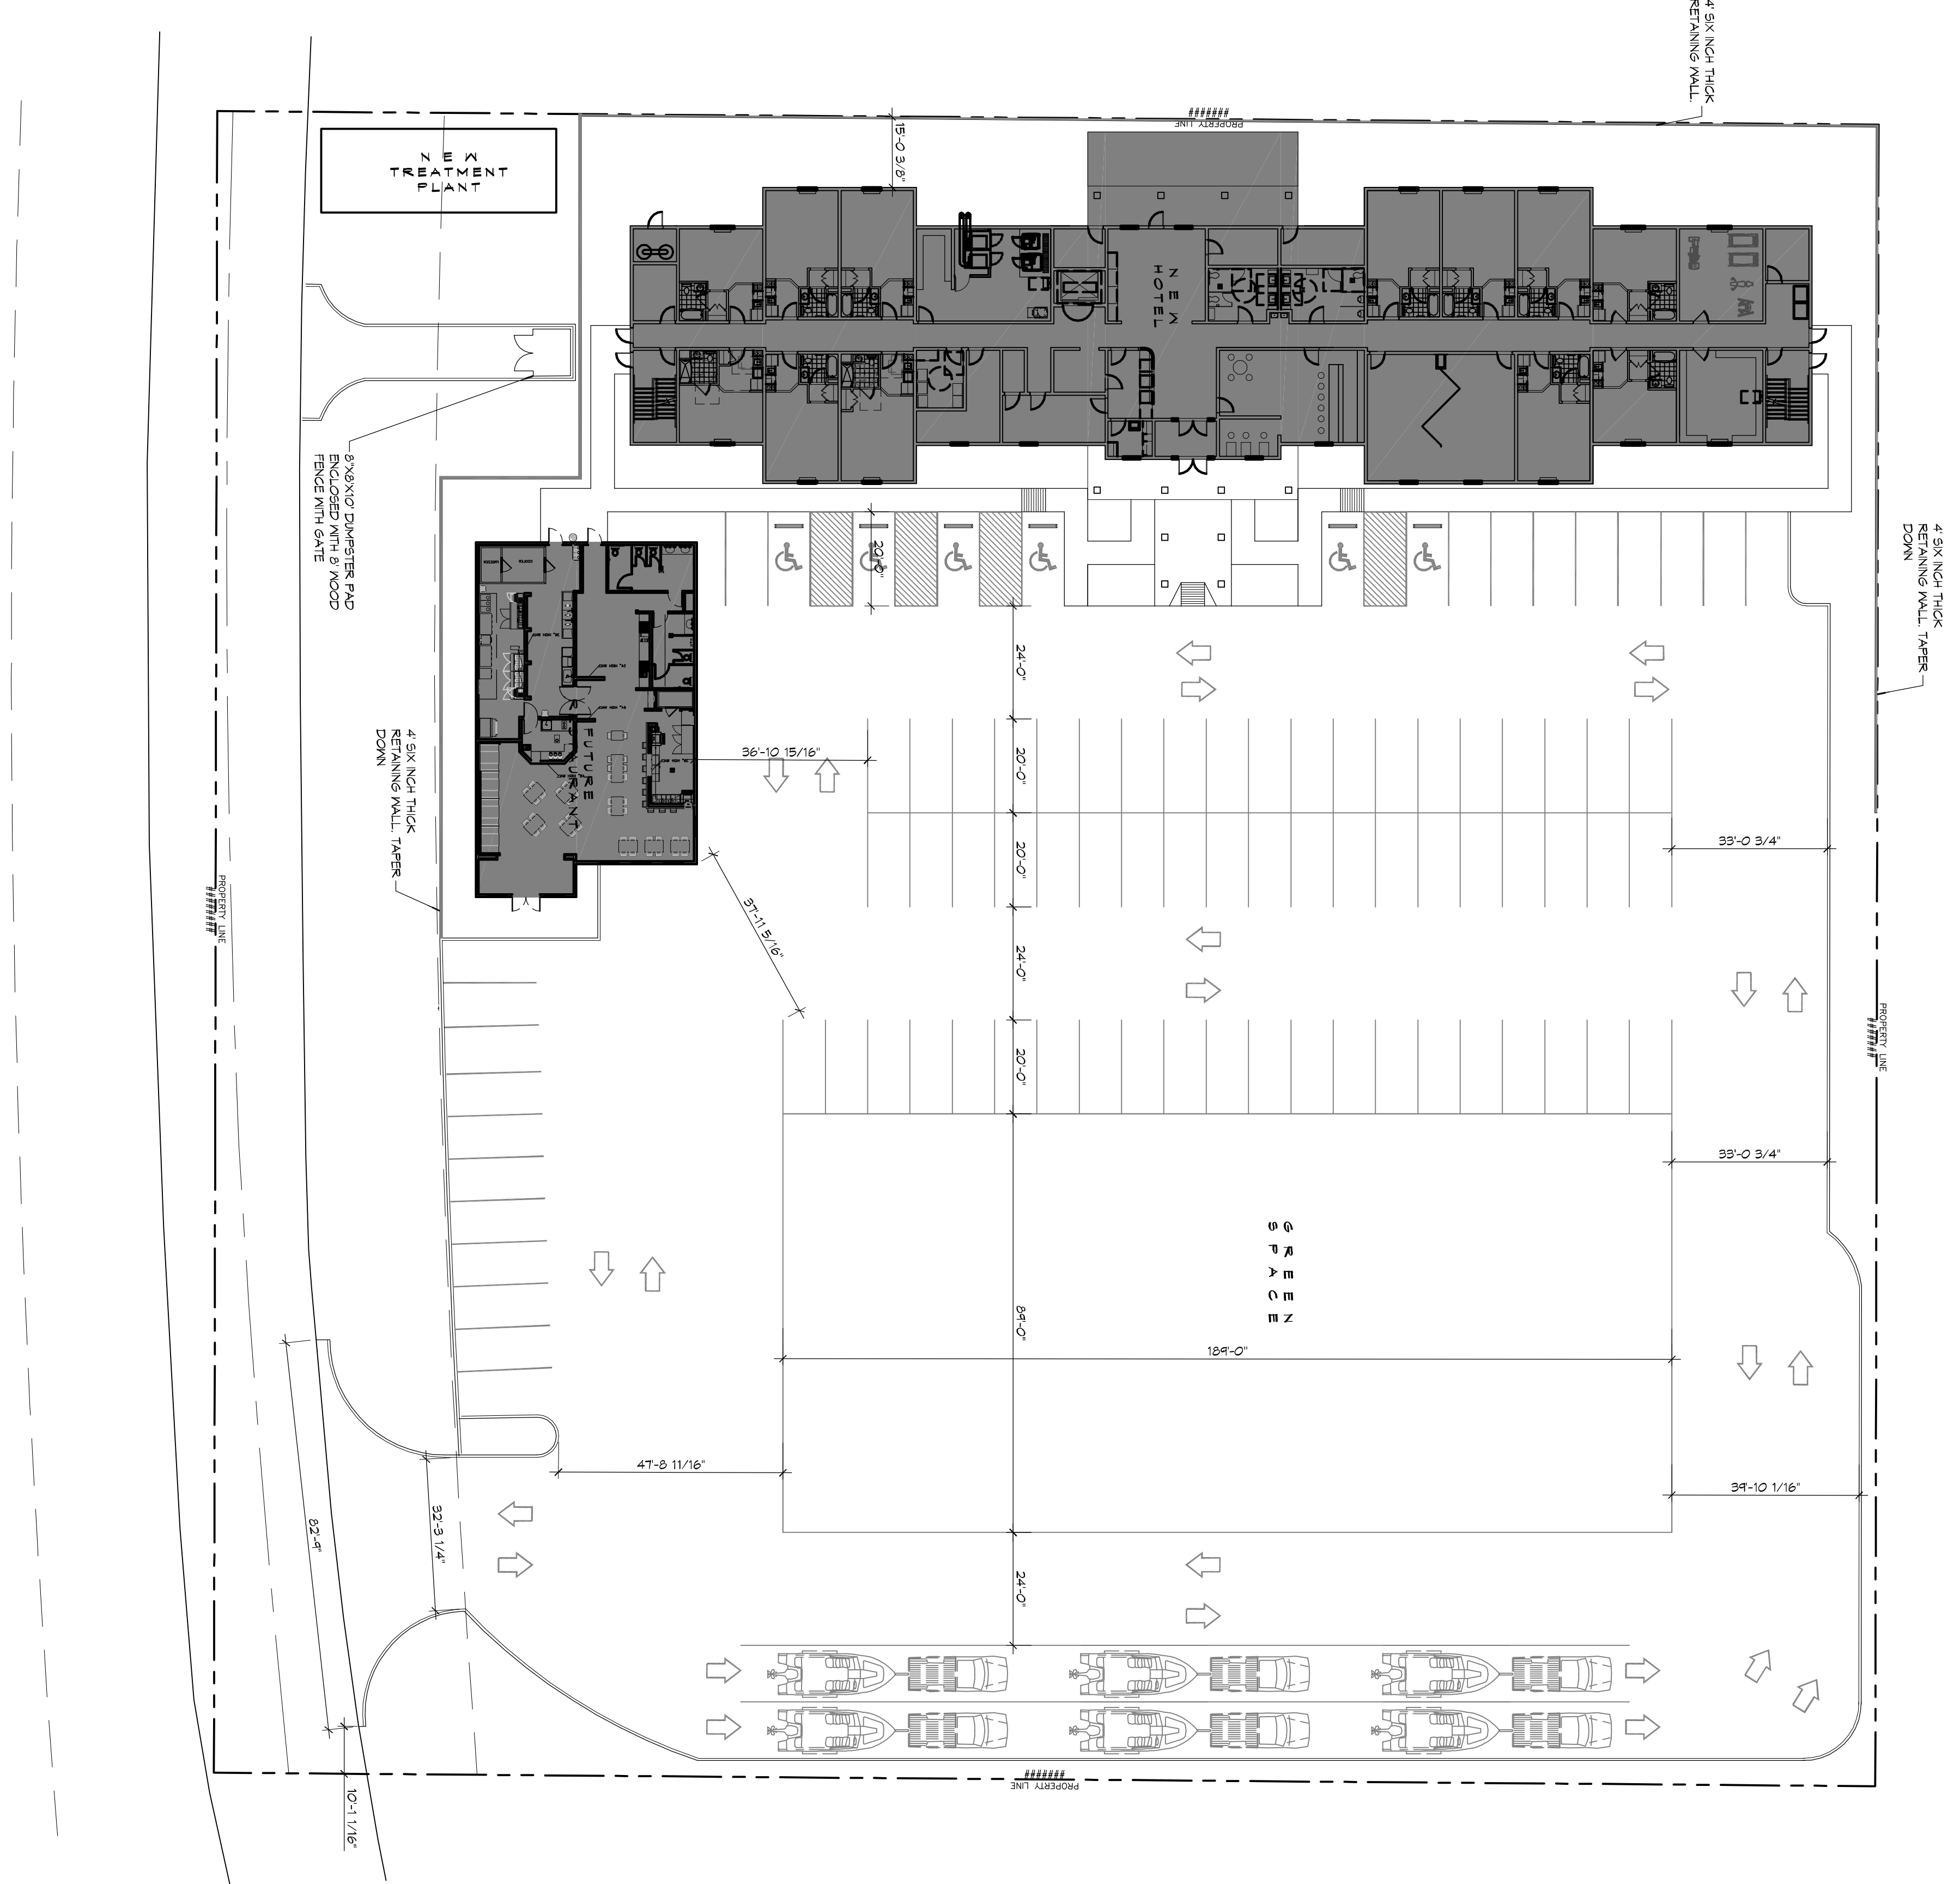 4' SIX INCH THICK
RETAINING WALL.
#######
PROPERTY LINE
15'-0 3/8"
NEW
TREATMENT
PLANT
NEW
HOTEL
8"X8'X10' DUMPSTER PAD
ENCLOSED WITH 8' WOOD
FENCE WITH GATE
20'-0"
4' SIX INCH THICK
RETAINING WALL. TAPER
DOWN
24'-0"
36'-10 15/16"
20'-0"
FUTURE
4' SIX INCH THICK
RETAINING WALL. TAPER
DOWN
20'-0"
33'-0 3/4"
PROPERTY LINE
#######
37'-11 5/16"
24'-0"
PROPERTY LINE
#######
20'-0"
33'-0 3/4"
GREEN
SPACE
89'-0"
189'-0"
47'-8 11/16"
39'-10 1/16"
82'-9"
32'-3 1/4"
24'-0"
#######
PROPERTY LINE
10'-1 1/16"